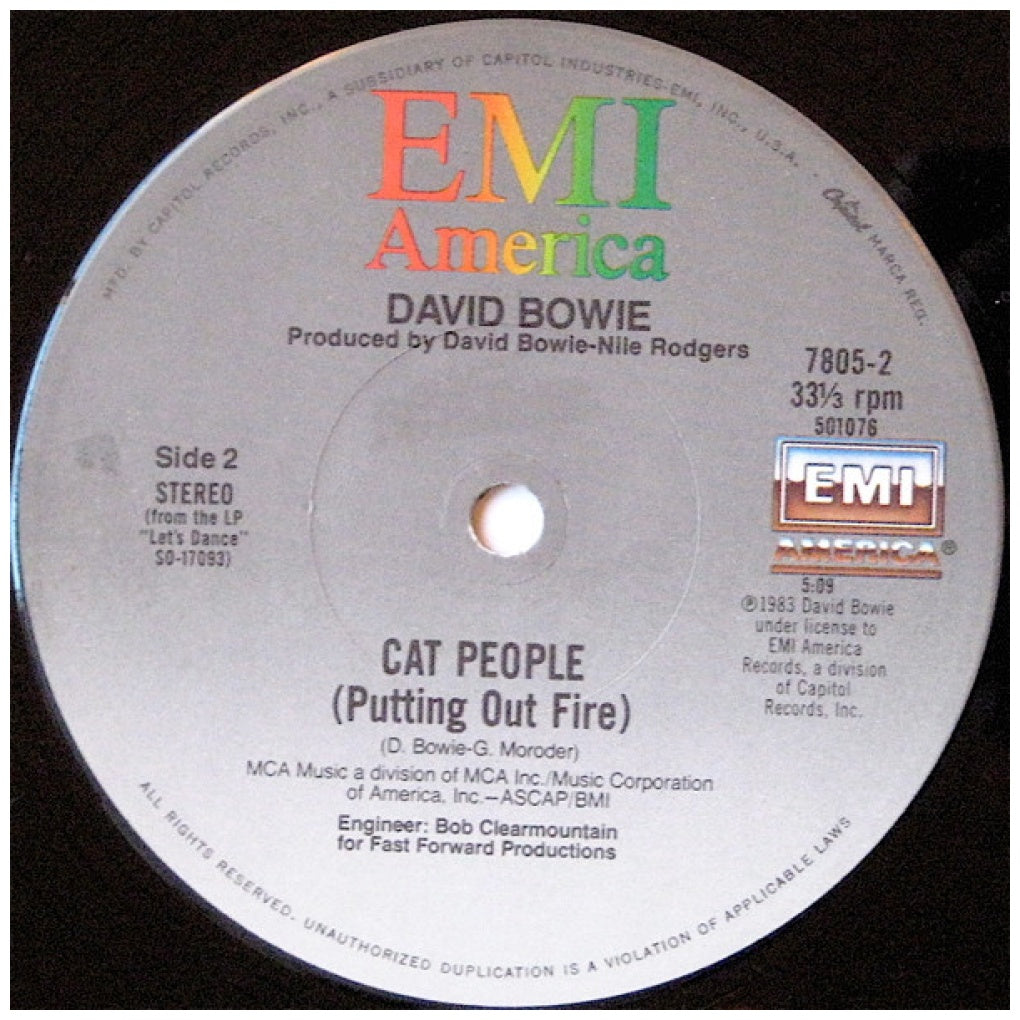 MFD. BY CAPITOL RECORDS, INC., A SUBSIDIARY OF CAPITOL INDUSTRIES-EMI, INC., U.S.A. · Capitol MARCA REG.
EMI
America
DAVID BOWIE
Produced by David Bowie-Nile Rodgers
7805-2
33⅓ rpm
501076
EMI
AMERICA®
5:09
℗1983 David Bowie
under license to
EMI America
Records, a division
of Capitol
Records, Inc.
Side 2
STEREO
(from the LP
"Let's Dance"
SO-17093)
CAT PEOPLE
(Putting Out Fire)
(D. Bowie-G. Moroder)
MCA Music a division of MCA Inc./Music Corporation
of America, Inc.—ASCAP/BMI
Engineer: Bob Clearmountain
for Fast Forward Productions
ALL RIGHTS RESERVED. UNAUTHORIZED DUPLICATION IS A VIOLATION OF APPLICABLE LAWS